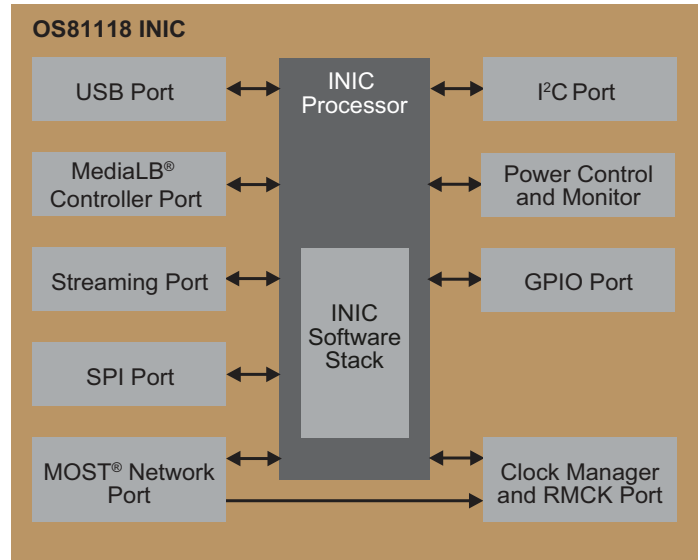 OS81118 INIC
USB Port
MediaLB®
Controller Port
Streaming Port
SPI Port
MOST® Network
Port
INIC
Processor
INIC
Software
Stack
I²C Port
Power Control
and Monitor
GPIO Port
Clock Manager
and RMCK Port